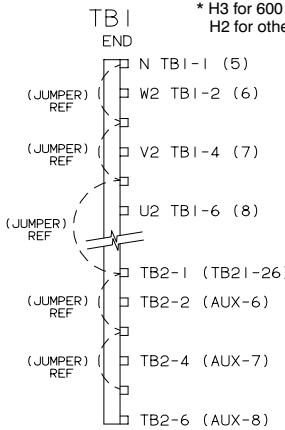 TB1
END
* H3 for 600
H2 for othe
N TB1-1 (5)
(JUMPER)
REF
W2 TB1-2 (6)
(JUMPER)
REF
V2 TB1-4 (7)
(JUMPER)
REF
U2 TB1-6 (8)
TB2-1 (TB21-26)
(JUMPER)
REF
TB2-2 (AUX-6)
(JUMPER)
REF
TB2-4 (AUX-7)
TB2-6 (AUX-8)